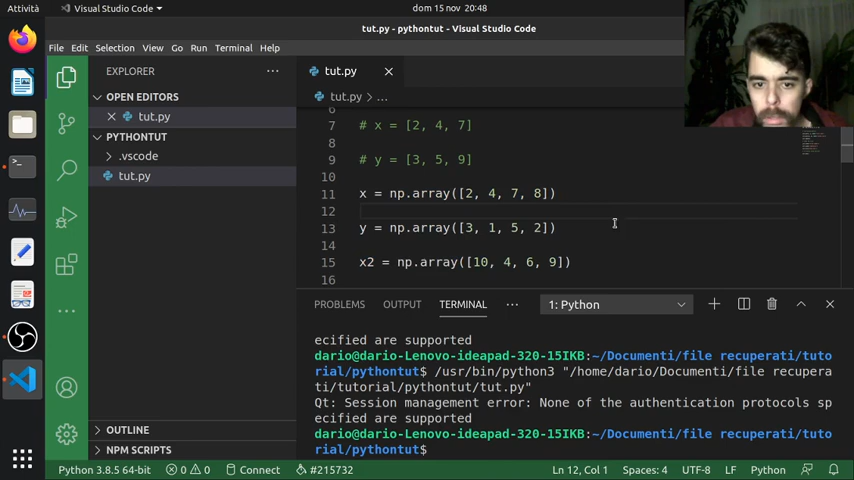 Attività
Visual Studio Code
dom 15 nov 20:48
tut.py - pythontut - Visual Studio Code
File Edit Selection View Go Run Terminal Help
EXPLORER
tut.py
OPEN EDITORS
tut.py > ...
tut.py
PYTHONTUT
.vscode
tut.py
6
7 # x = [2, 4, 7]
8
9 # y = [3, 5, 9]
10
11 x = np.array([2, 4, 7, 8])
12
13 y = np.array([3, 1, 5, 2])
14
15 x2 = np.array([10, 4, 6, 9])
16
PROBLEMS OUTPUT TERMINAL ... 1: Python
ecified are supported
dario@dario-Lenovo-ideapad-320-15IKB:~/Documenti/file recuperati/tuto
rial/pythontut$ /usr/bin/python3 "/home/dario/Documenti/file recupera
ti/tutorial/pythontut/tut.py"
Qt: Session management error: None of the authentication protocols sp
ecified are supported
dario@dario-Lenovo-ideapad-320-15IKB:~/Documenti/file recuperati/tuto
rial/pythontut$
OUTLINE
NPM SCRIPTS
Python 3.8.5 64-bit 0 0 Connect #215732 Ln 12, Col 1 Spaces: 4 UTF-8 LF Python